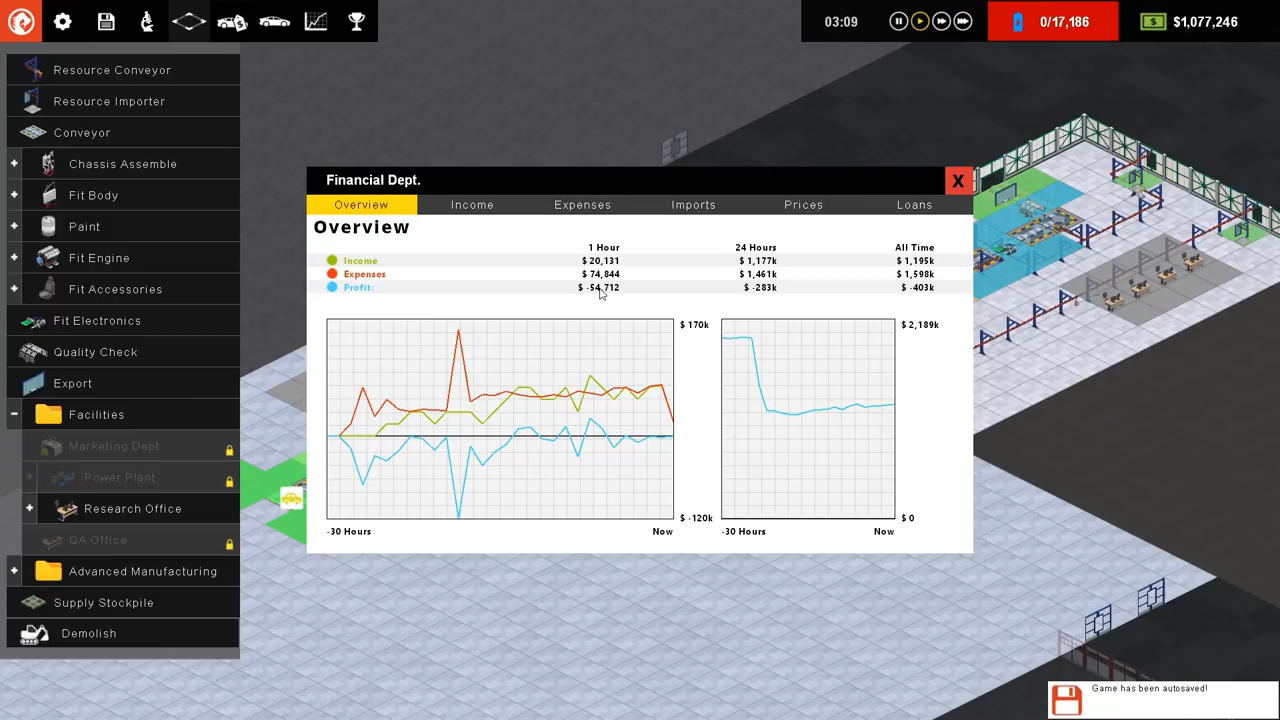 03:09
0/17,186
$1,077,246
Resource Conveyor
Resource Importer
Conveyor
Chassis Assemble
Fit Body
Paint
Fit Engine
Fit Accessories
Fit Electronics
Quality Check
Export
Facilities
Marketing Dept
Power Plant
Research Office
QA Office
Advanced Manufacturing
Supply Stockpile
Demolish
Financial Dept.
X
Overview Income Expenses Imports Prices Loans
Overview
1 Hour 24 Hours All Time
Income $ 20,131 $ 1,177k $ 1,195k
Expenses $ 74,844 $ 1,461k $ 1,598k
Profit: $ -54,712 $ -283k $ -403k
$ 170k
$ 2,189k
$ -120k
$ 0
-30 Hours Now
-30 Hours Now
Game has been autosaved!